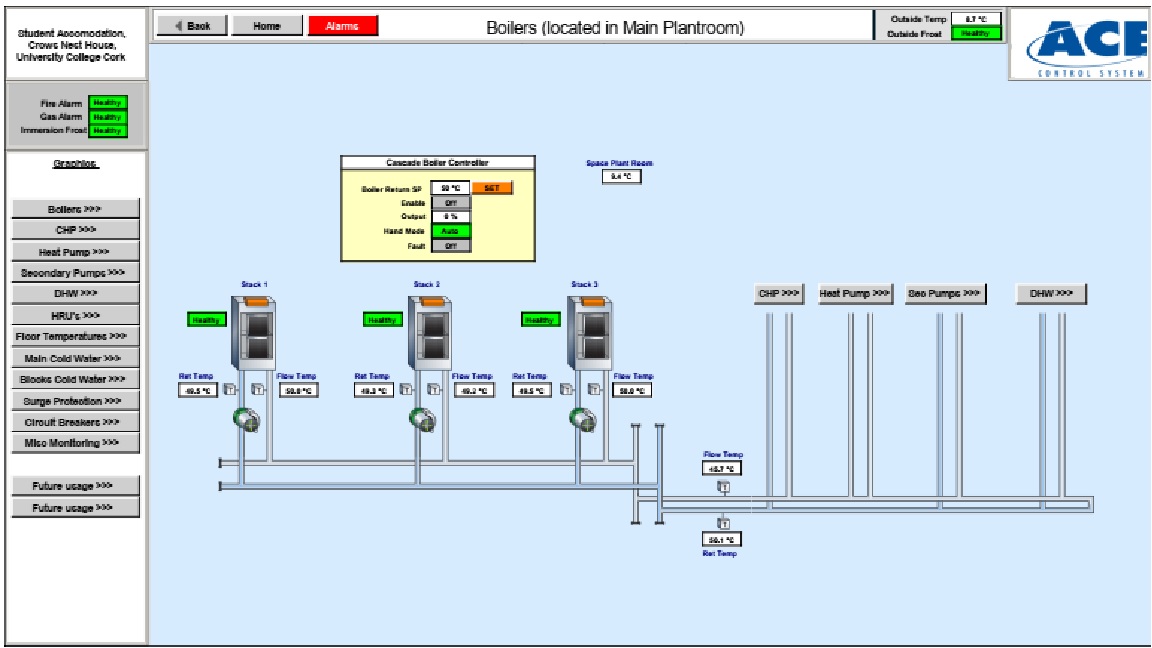 Student Accomodation,
Crows Nest House,
University College Cork
Back
Home
Alarms
Boilers (located in Main Plantroom)
Outside Temp 8.7 °C
Outside Frost Healthy
ACE
CONTROL SYSTEM
Fire Alarm Healthy
Gas Alarm Healthy
Immersion Frost Healthy
Graphics
Boilers >>>
CHP >>>
Heat Pump >>>
Secondary Pumps >>>
DHW >>>
HRU's >>>
Floor Temperatures >>>
Main Cold Water >>>
Blocks Cold Water >>>
Surge Protection >>>
Circuit Breakers >>>
Misc Monitoring >>>
Future usage >>>
Future usage >>>
Cascade Boiler Controller
Boiler Return SP 50 °C SET
Enable Off
Output 0 %
Hand Mode Auto
Fault Off
Space Plant Room
9.4 °C
Stack 1
Healthy
Ret Temp
49.5 °C
T
T
Flow Temp
50.0 °C
Stack 2
Healthy
Ret Temp
49.3 °C
T
T
Flow Temp
Stack 3
Healthy
Ret Temp
49.5 °C
T
T
Flow Temp
50.0 °C
CHP >>>
Heat Pump >>>
Sec Pumps >>>
DHW >>>
Flow Temp
T
T
50.1 °C
Ret Temp